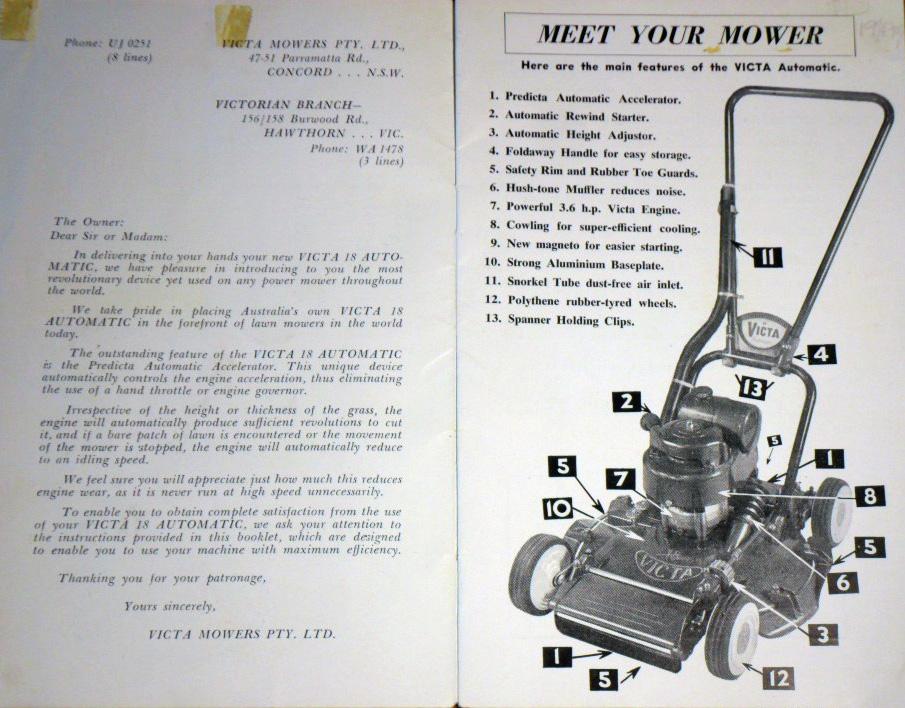 Phone: UJ 0251
(8 lines)
VICTA MOWERS PTY. LTD.,
47-51 Parramatta Rd.,
CONCORD . . . N.S.W.
VICTORIAN BRANCH—
156/158 Burwood Rd.,
HAWTHORN . . . VIC.
Phone: WA 1478
(3 lines)
The Owner:
Dear Sir or Madam:
In delivering into your hands your new VICTA 18 AUTO-
MATIC, we have pleasure in introducing to you the most
revolutionary device yet used on any power mower throughout
the world.
We take pride in placing Australia's own VICTA 18
AUTOMATIC in the forefront of lawn mowers in the world
today.
The outstanding feature of the VICTA 18 AUTOMATIC
is the Predicta Automatic Accelerator. This unique device
automatically controls the engine acceleration, thus eliminating
the use of a hand throttle or engine governor.
Irrespective of the height or thickness of the grass, the
engine will automatically produce sufficient revolutions to cut
it, and if a bare patch of lawn is encountered or the movement
of the mower is stopped, the engine will automatically reduce
to an idling speed.
We feel sure you will appreciate just how much this reduces
engine wear, as it is never run at high speed unnecessarily.
To enable you to obtain complete satisfaction from the use
of your VICTA 18 AUTOMATIC, we ask your attention to
the instructions provided in this booklet, which are designed
to enable you to use your machine with maximum efficiency.
Thanking you for your patronage,
Yours sincerely,
VICTA MOWERS PTY. LTD.
MEET YOUR MOWER
Here are the main features of the VICTA Automatic.
1. Predicta Automatic Accelerator.
2. Automatic Rewind Starter.
3. Automatic Height Adjustor.
4. Foldaway Handle for easy storage.
5. Safety Rim and Rubber Toe Guards.
6. Hush-tone Muffler reduces noise.
7. Powerful 3.6 h.p. Victa Engine.
8. Cowling for super-efficient cooling.
9. New magneto for easier starting.
10. Strong Aluminium Baseplate.
11. Snorkel Tube dust-free air inlet.
12. Polythene rubber-tyred wheels.
13. Spanner Holding Clips.
11
VICTA
4
13
2
5
5
1
7
8
10
5
VICTA
6
3
1
5
12